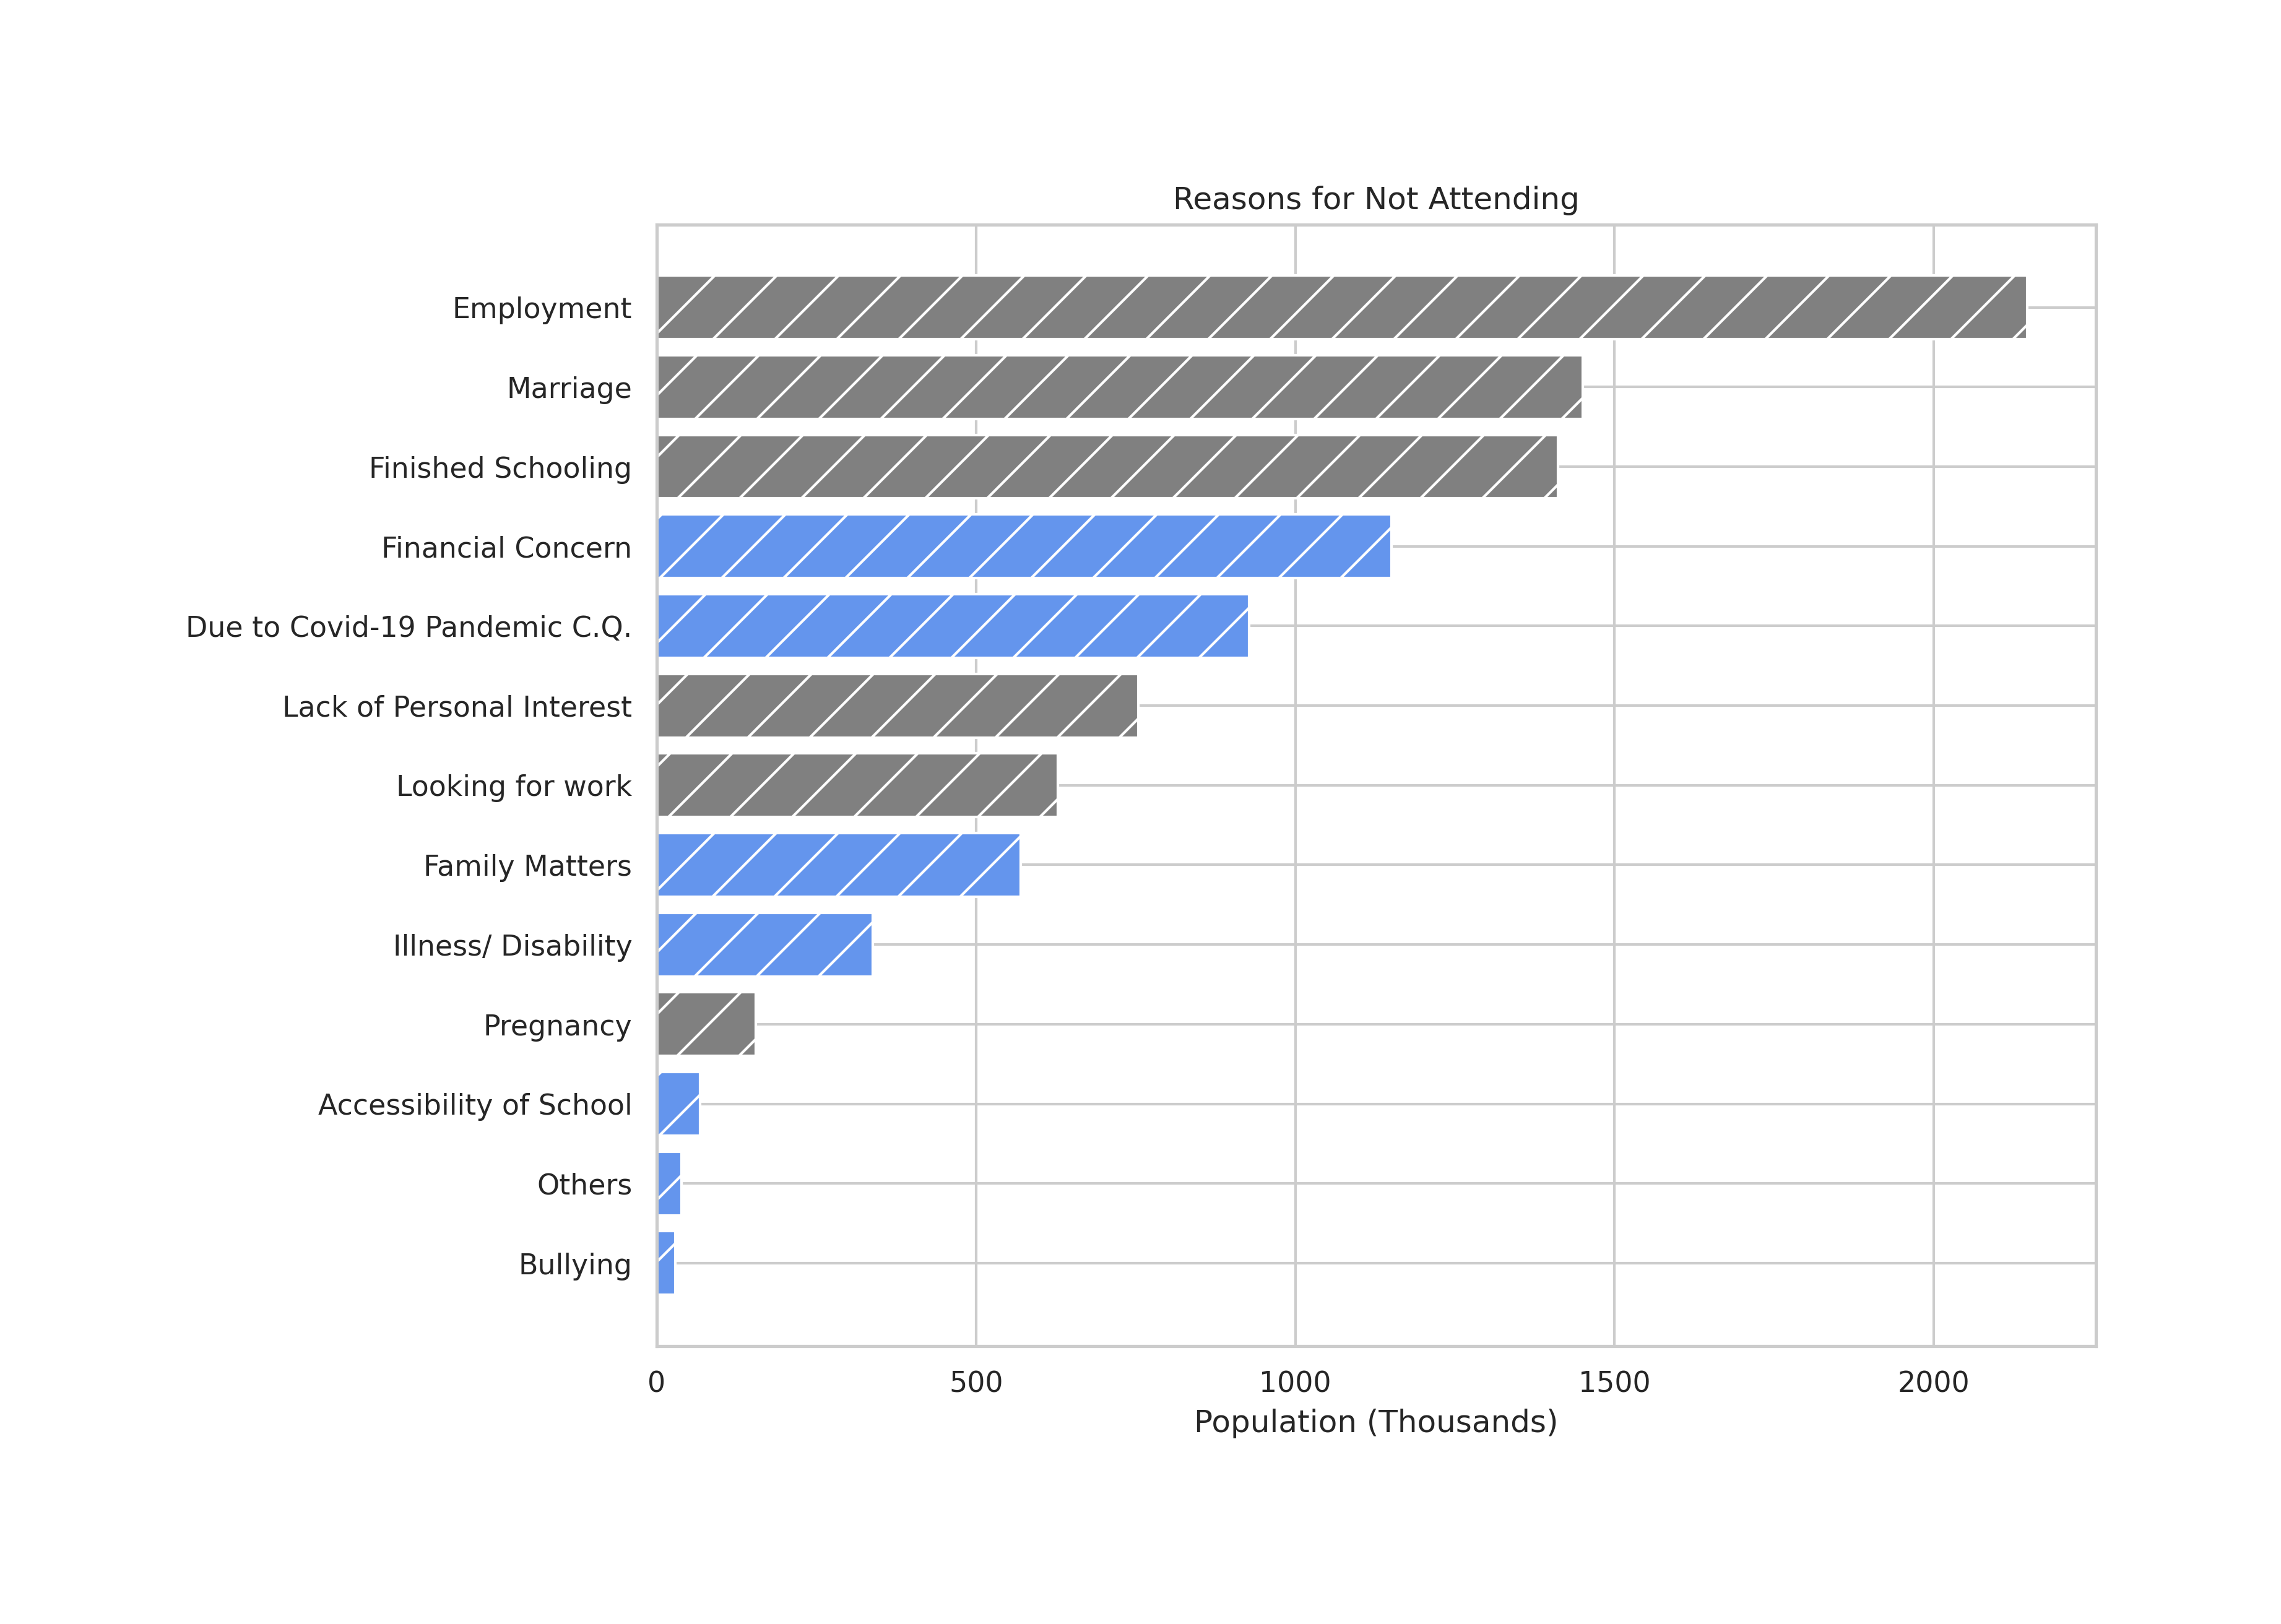 Reasons for Not Attending
Employment
Marriage
Finished Schooling
Financial Concern
Due to Covid-19 Pandemic C.Q.
Lack of Personal Interest
Looking for work
Family Matters
Illness/ Disability
Pregnancy
Accessibility of School
Others
Bullying
0 500 1000 1500 2000
Population (Thousands)